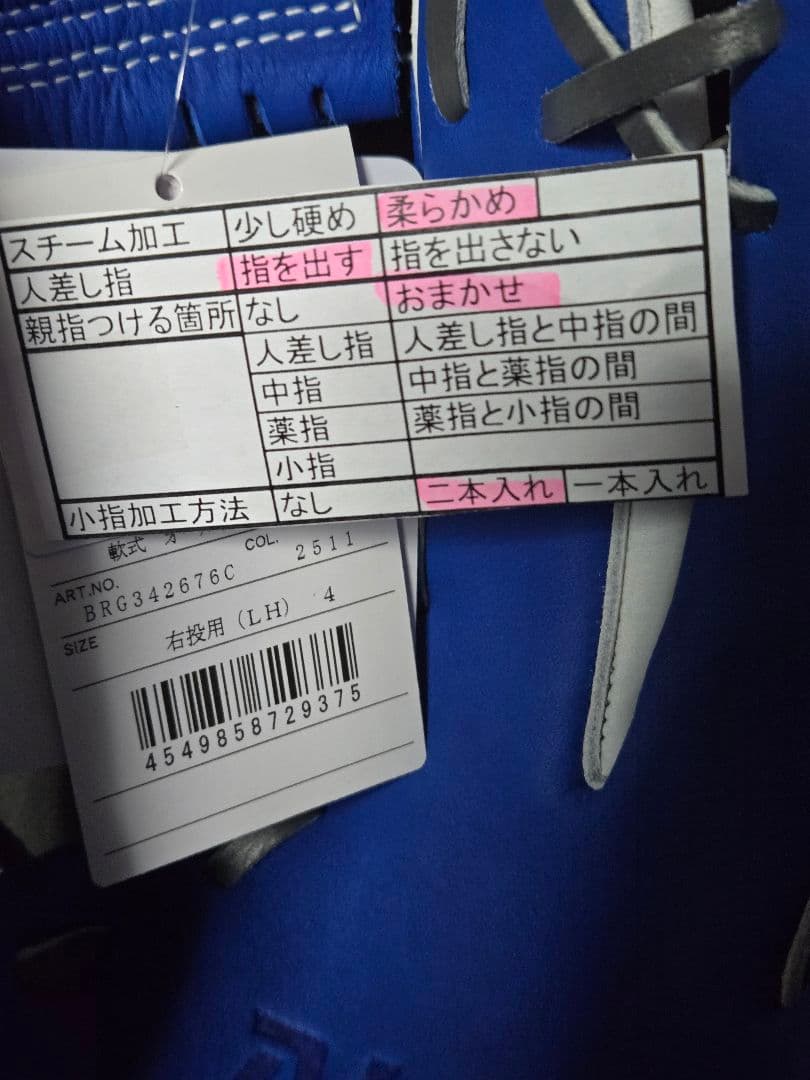 スチーム加工 少し硬め 柔らかめ
人差し指 指を出す 指を出さない
親指つける箇所 なし おまかせ
人差し指 人差し指と中指の間
中指 中指と薬指の間
薬指 薬指と小指の間
小指
小指加工方法 なし 二本入れ 一本入れ
軟式
COL. 2511
ART.NO. BRG342676C
SIZE 右投用(LH) 4
4549858729375